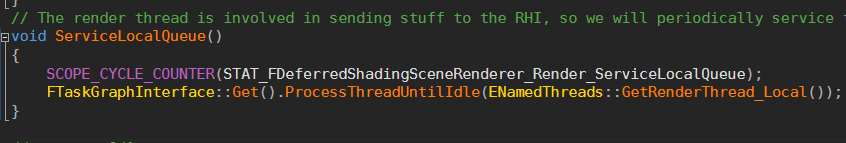 }
// The render thread is involved in sending stuff to the RHI, so we will periodically service
void ServiceLocalQueue()
{
SCOPE_CYCLE_COUNTER(STAT_FDeferredShadingSceneRenderer_Render_ServiceLocalQueue);
FTaskGraphInterface::Get().ProcessThreadUntilIdle(ENamedThreads::GetRenderThread_Local());
}